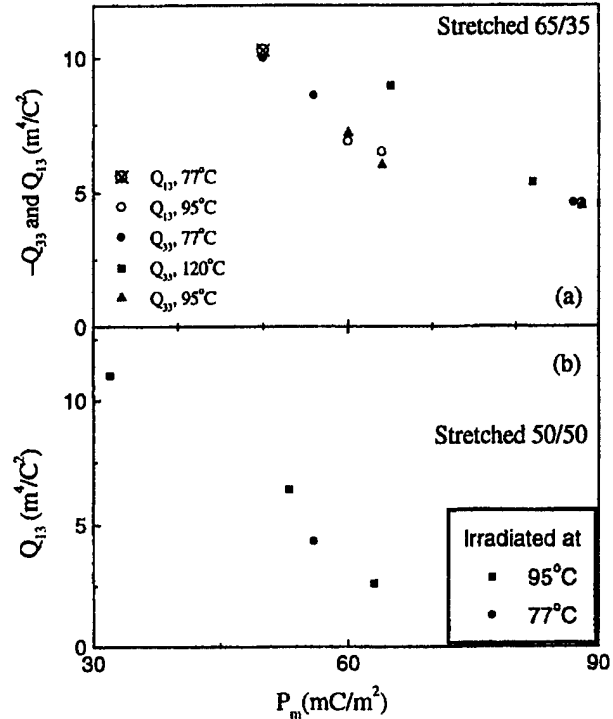 Stretched 65/35
10
5
0
−Q33 and Q13 (m⁴/C²)
Q13, 77°C
Q13, 95°C
Q33, 77°C
Q33, 120°C
Q33, 95°C
(a)
(b)
Stretched 50/50
10
5
0
Q13 (m⁴/C²)
Irradiated at
95°C
77°C
30
60
90
Pm(mC/m²)